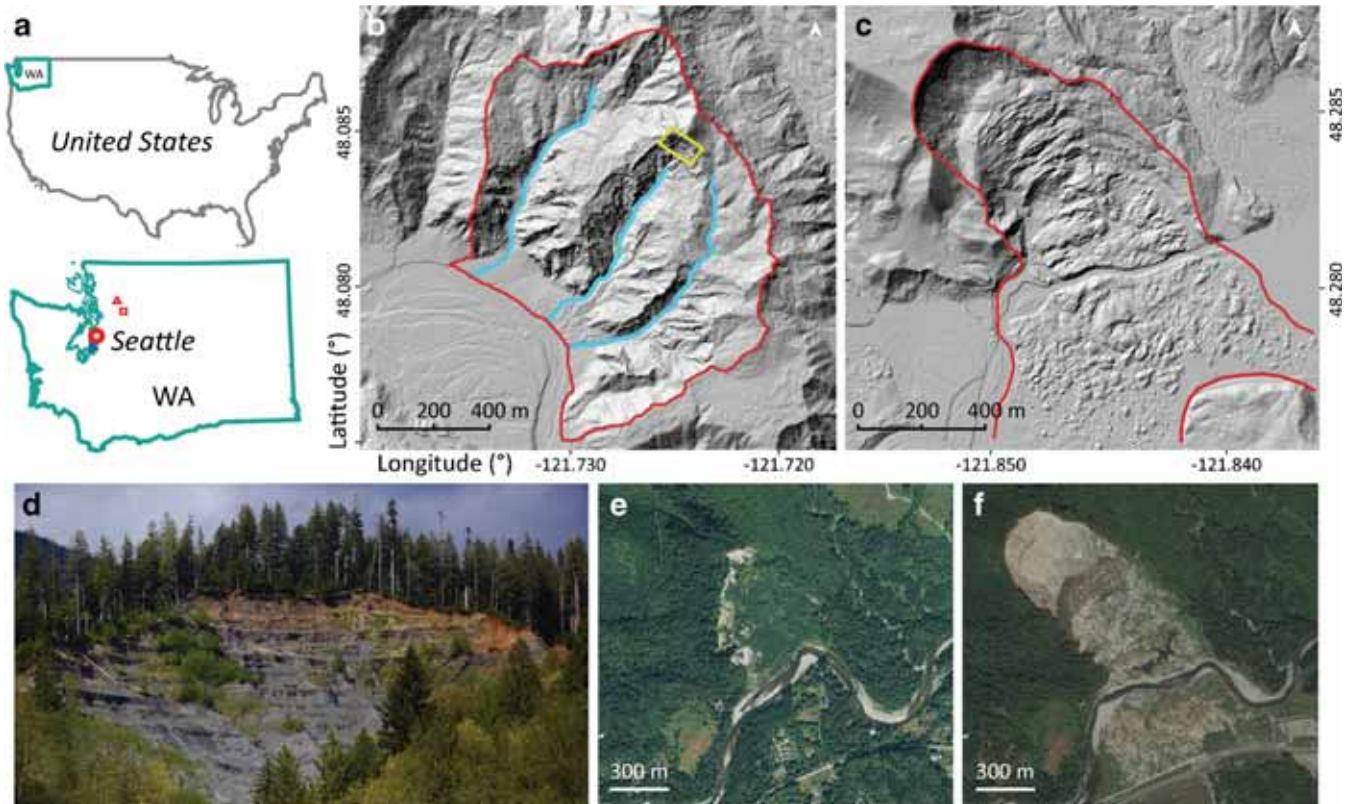 a
WA
United States
Seattle
WA
b
48.085
48.080
Latitude (°)
0 200 400 m
Longitude (°)
-121.730
-121.720
c
48.285
48.280
0 200 400 m
-121.850
-121.840
d
e
300 m
f
300 m